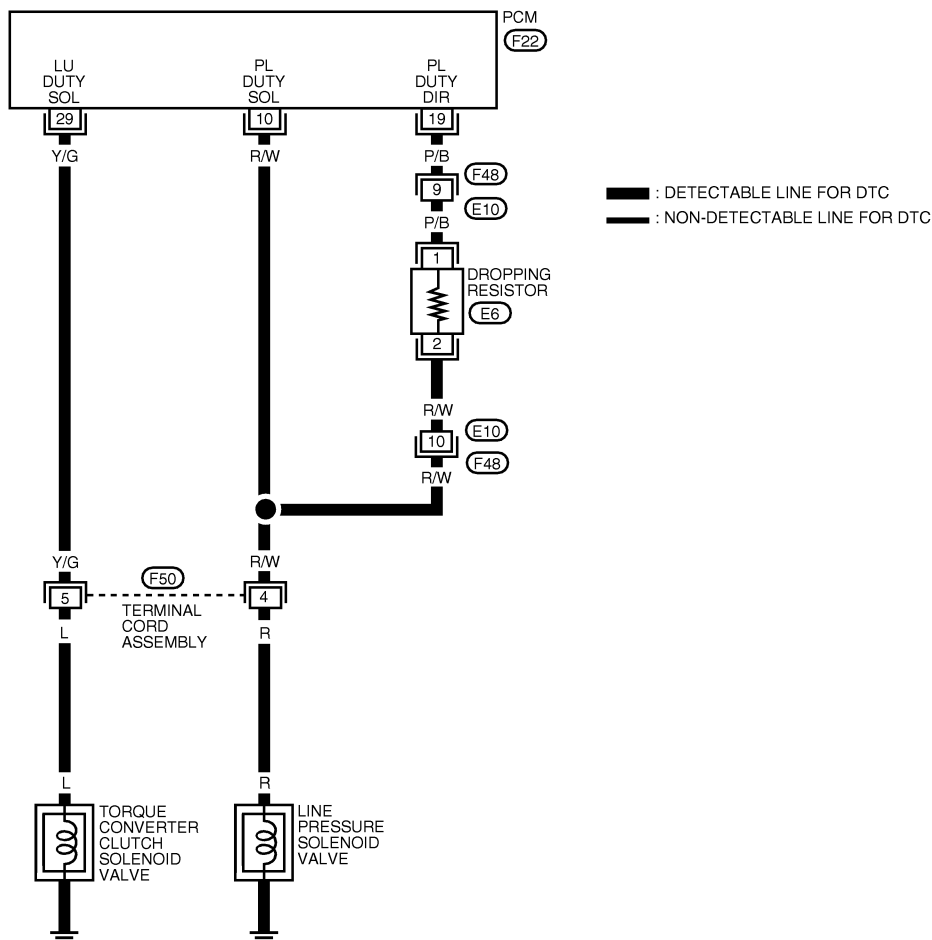 PCM
F22
LU
DUTY
SOL
PL
DUTY
SOL
PL
DUTY
DIR
29
10
19
Y/G
R/W
P/B
F48
9
E10
P/B
: DETECTABLE LINE FOR DTC
: NON-DETECTABLE LINE FOR DTC
1
DROPPING
RESISTOR
E6
2
R/W
E10
10
F48
R/W
Y/G
R/W
F50
5
4
TERMINAL
CORD
ASSEMBLY
L
R
L
R
TORQUE
CONVERTER
CLUTCH
SOLENOID
VALVE
LINE
PRESSURE
SOLENOID
VALVE